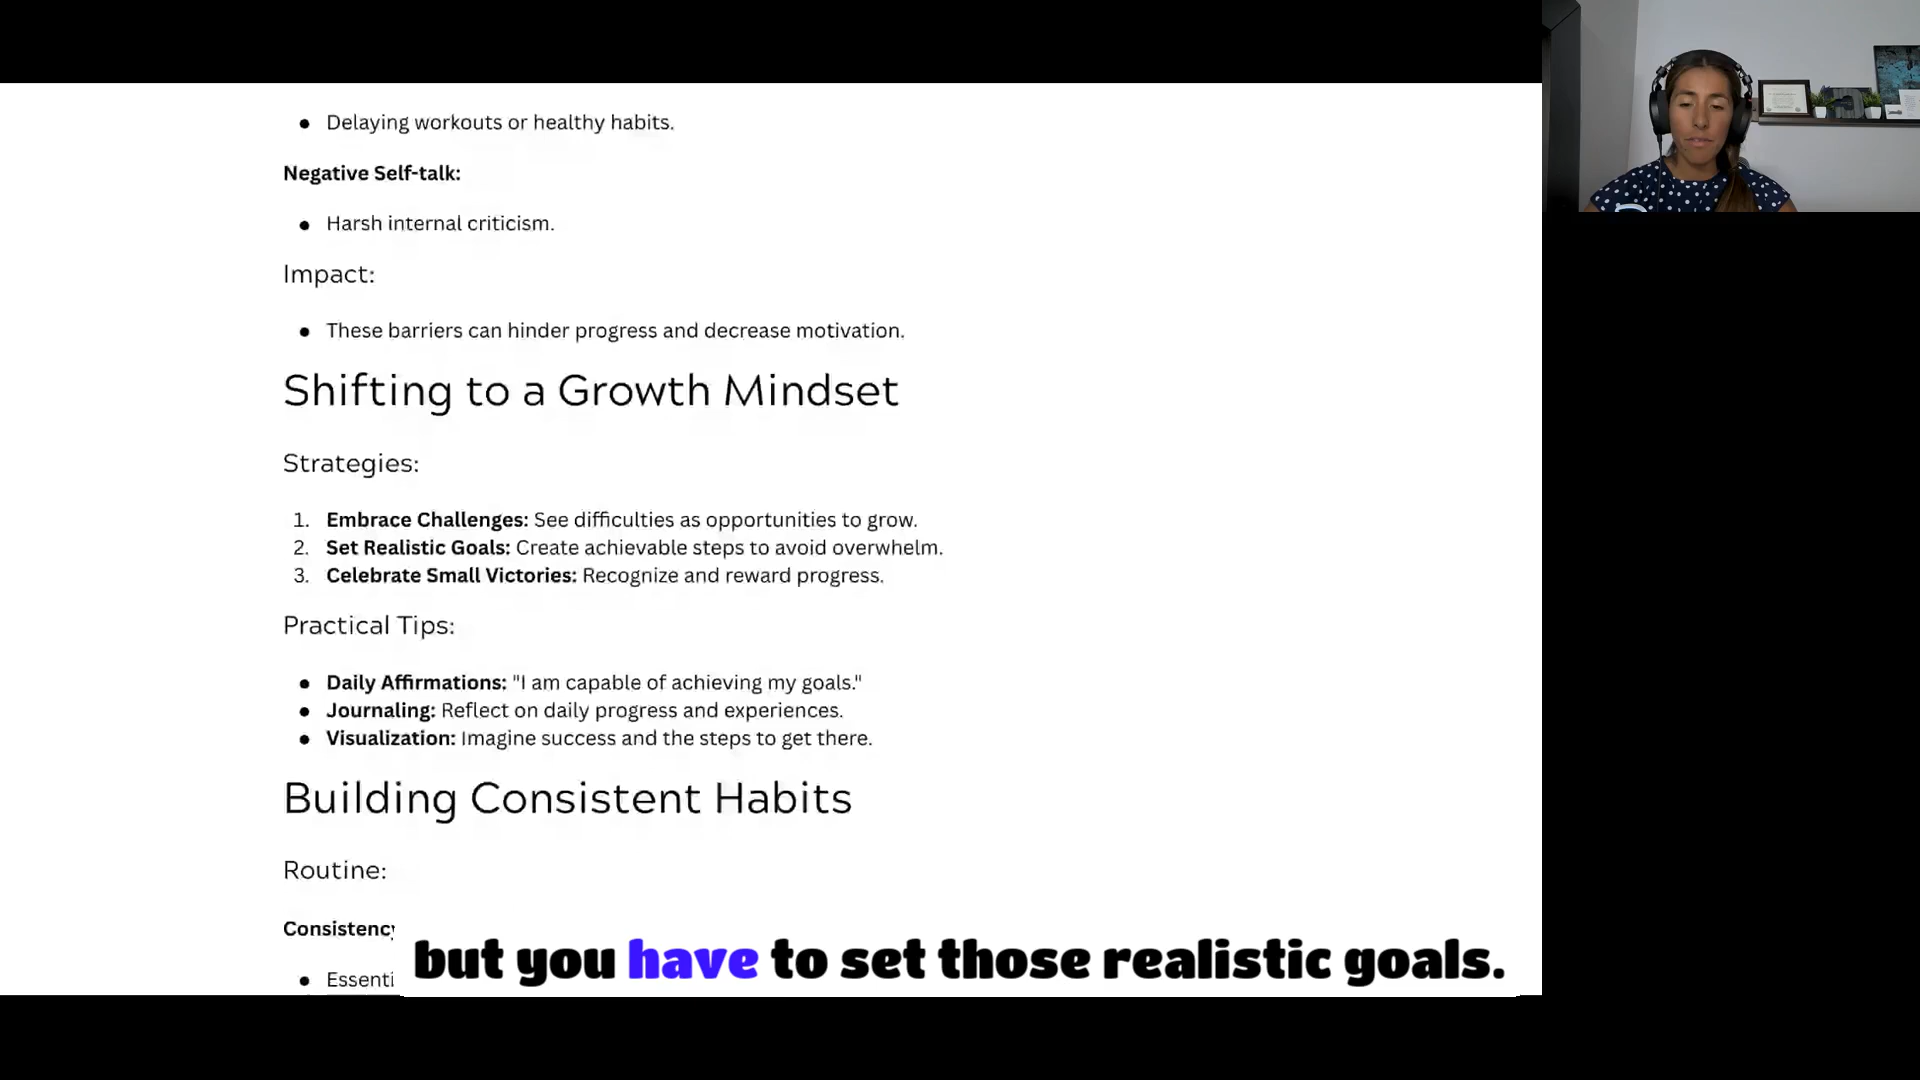 Delaying workouts or healthy habits.
Negative Self-talk:
Harsh internal criticism.
Impact:
These barriers can hinder progress and decrease motivation.
Shifting to a Growth Mindset
Strategies:
1. Embrace Challenges: See difficulties as opportunities to grow.
2. Set Realistic Goals: Create achievable steps to avoid overwhelm.
3. Celebrate Small Victories: Recognize and reward progress.
Practical Tips:
Daily Affirmations: "I am capable of achieving my goals."
Journaling: Reflect on daily progress and experiences.
Visualization: Imagine success and the steps to get there.
Building Consistent Habits
Routine:
Consistency
but you have to set those realistic goals.